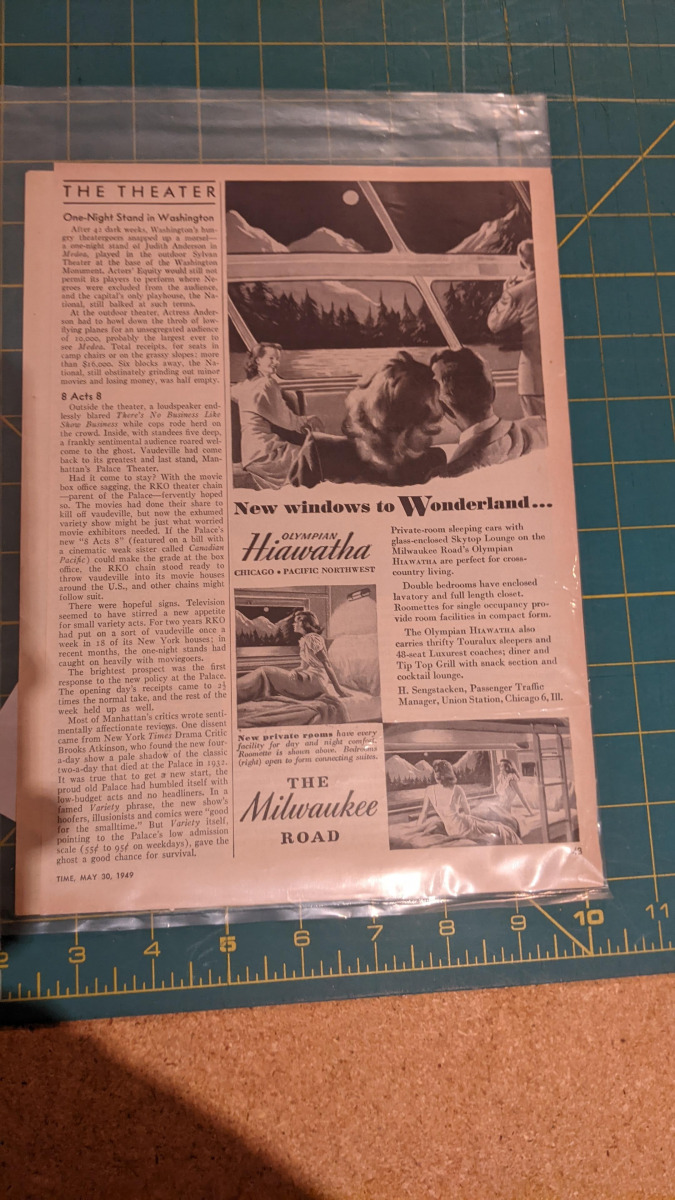 THE THEATER
One-Night Stand in Washington
After 41 dark weeks, Washington's hun-
gry theatergoers snapped up a morsel—
a one-night stand of Judith Anderson in
Medea, played in the outdoor Sylvan
Theater at the base of the Washington
Monument. Actors' Equity would still not
permit its players to perform where Ne-
groes were excluded from the audience,
and the capital's only playhouse, the Na-
tional, still balked at such terms.
At the outdoor theater, Actress Ander-
son had to howl down the throb of low-
flying planes for an unsegregated audience
of 10,000, probably the largest ever to
see Medea. Total receipts, for seats in
camp chairs or on the grassy slopes: more
than $16,000. Six blocks away, the Na-
tional, still obstinately grinding out minor
movies and losing money, was half empty.
8 Acts 8
Outside the theater, a loudspeaker end-
lessly blared There's No Business Like
Show Business while cops rode herd on
the crowd. Inside, with standees five deep,
a frankly sentimental audience roared wel-
come to the ghost. Vaudeville had come
back to its greatest and last stand, Man-
hattan's Palace Theater.
Had it come to stay? With the movie
box office sagging, the RKO theater chain
—parent of the Palace—fervently hoped
so. The movies had done their share to
kill off vaudeville, but now the exhumed
variety show might be just what worried
movie exhibitors needed. If the Palace's
new "8 Acts 8" (featured on a bill with
a cinematic weak sister called Canadian
Pacific) could make the grade at the box
office, the RKO chain stood ready to
throw vaudeville into its movie houses
around the U.S., and other chains might
follow suit.
There were hopeful signs. Television
seemed to have stirred a new appetite
for small variety acts. For two years RKO
had put on a sort of vaudeville once a
week in 18 of its New York houses; in
recent months, the one-night stands had
caught on heavily with moviegoers.
The brightest prospect was the first
response to the new policy at the Palace.
The opening day's receipts came to 2½
times the normal take, and the rest of the
week held up as well.
Most of Manhattan's critics wrote senti-
mentally affectionate reviews. One dissent
came from New York Times Drama Critic
Brooks Atkinson, who found the new four-
a-day show a pale shadow of the classic
two-a-day that died at the Palace in 1932.
It was true that to get a new start, the
proud old Palace had humbled itself with
low-budget acts and no headliners. In a
famed Variety phrase, the new show's
hoofers, illusionists and comics were "good
for the smalltime." But Variety itself,
pointing to the Palace's low admission
scale (55¢ to 95¢ on weekdays), gave the
ghost a good chance for survival.
TIME, MAY 30, 1949
New windows to Wonderland...
OLYMPIAN
Hiawatha
CHICAGO • PACIFIC NORTHWEST
Private-room sleeping cars with
glass-enclosed Skytop Lounge on the
Milwaukee Road's Olympian
HIAWATHA are perfect for cross-
country living.
Double bedrooms have enclosed
lavatory and full length closet.
Roomettes for single occupancy pro-
vide room facilities in compact form.
The Olympian HIAWATHA also
carries thrifty Touralux sleepers and
48-seat Luxurest coaches; diner and
Tip Top Grill with snack section and
cocktail lounge.
H. Sengstacken, Passenger Traffic
Manager, Union Station, Chicago 6, Ill.
New private rooms have every
facility for day and night comfort.
Roomette is shown above. Bedrooms
(right) open to form connecting suites.
THE
Milwaukee
ROAD
2 3 4 5 6 7 8 9 10 11